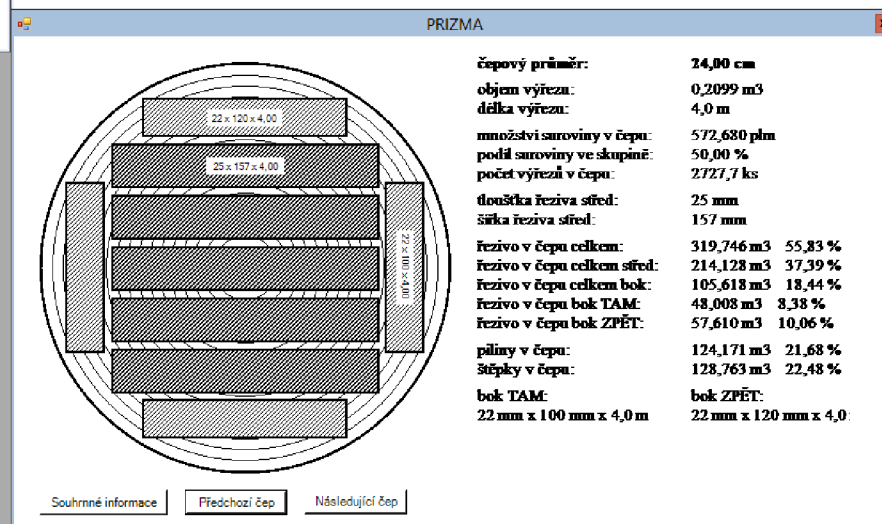 PRIZMA
22 x 120 x 4,00
25 x 157 x 4,00
22 x 100 x 4,00
čepový průměr: 24,00 cm
objem výřezu: 0,2099 m3
délka výřezu: 4,0 m
množství suroviny v čepu: 572,680 plm
podíl suroviny ve skupině: 50,00 %
počet výřezů v čepu: 2727,7 ks
tloušťka řeziva střed: 25 mm
šířka řeziva střed: 157 mm
řezivo v čepu celkem: 319,746 m3 55,83 %
řezivo v čepu celkem střed: 214,128 m3 37,39 %
řezivo v čepu celkem bok: 105,618 m3 18,44 %
řezivo v čepu bok TAM: 48,008 m3 8,38 %
řezivo v čepu bok ZPĚT: 57,610 m3 10,06 %
piliny v čepu: 124,171 m3 21,68 %
štěpky v čepu: 128,763 m3 22,48 %
bok TAM: bok ZPĚT:
22 mm x 100 mm x 4,0 m 22 mm x 120 mm x 4,0
Souhrnné informace Předchozí čep Následující čep